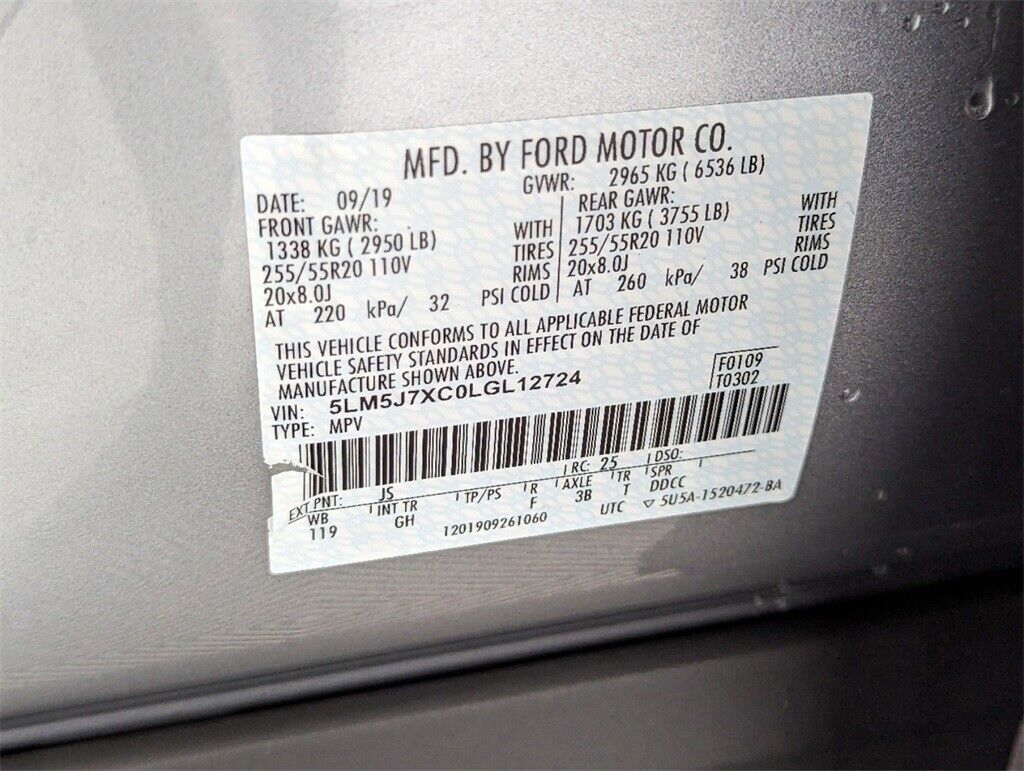 MFD. BY FORD MOTOR CO.
DATE: 09/19
GVWR: 2965 KG ( 6536 LB)
FRONT GAWR:
1338 KG ( 2950 LB) WITH
255/55R20 110V TIRES
20x8.0J RIMS
AT 220 kPa/ 32 PSI COLD
REAR GAWR: WITH
1703 KG ( 3755 LB) TIRES
255/55R20 110V RIMS
20x8.0J
AT 260 kPa/ 38 PSI COLD
THIS VEHICLE CONFORMS TO ALL APPLICABLE FEDERAL MOTOR
VEHICLE SAFETY STANDARDS IN EFFECT ON THE DATE OF
MANUFACTURE SHOWN ABOVE.
F0109
T0302
VIN: 5LM5J7XC0LGL12724
TYPE: MPV
EXT PNT: JS RC: 25 DSO:
WB INT TR TP/PS R AXLE TR SPR
119 GH F 3B T DDCC
1201909261060 UTC ▽ 5U5A-1520472-BA